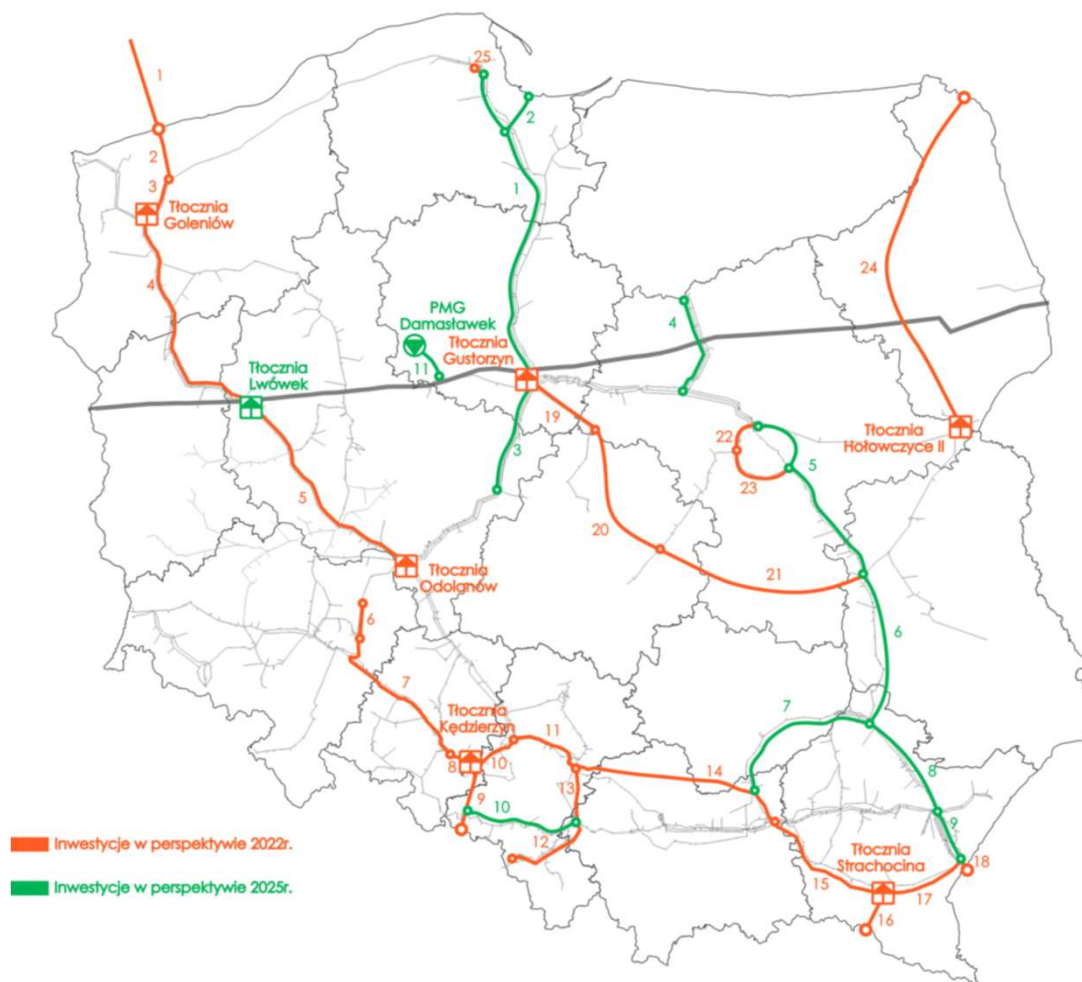 25
1
2
2
3
1
Tłocznia
Goleniów
24
4
PMG
Damasławek
4
Tłocznia
Gustorzyn
Tłocznia
Lwówek
11
19
22
Tłocznia
Hołowczyce II
3
5
23
5
20
Tłocznia
Odolgnów
21
6
6
7
7
Tłocznia
Kędzierzyn
11
8
10
14
8
13
9
10
9
Inwestycje w perspektywie 2022r.
12
Tłocznia
Strachocina
18
15
17
Inwestycje w perspektywie 2025r.
16